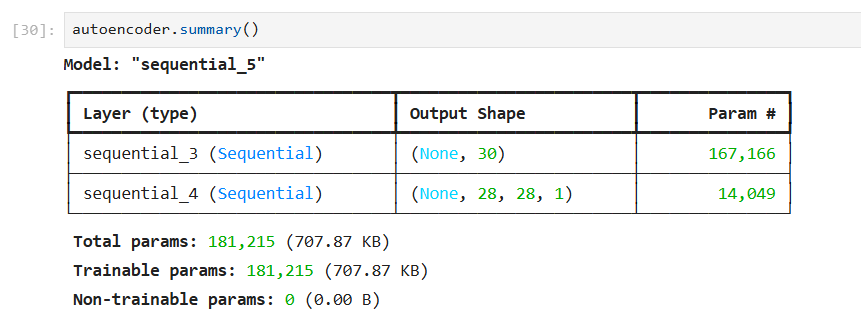 [30]: autoencoder.summary()
Model: "sequential_5"
Layer (type) Output Shape Param #
sequential_3 (Sequential) (None, 30) 167,166
sequential_4 (Sequential) (None, 28, 28, 1) 14,049
Total params: 181,215 (707.87 KB)
Trainable params: 181,215 (707.87 KB)
Non-trainable params: 0 (0.00 B)